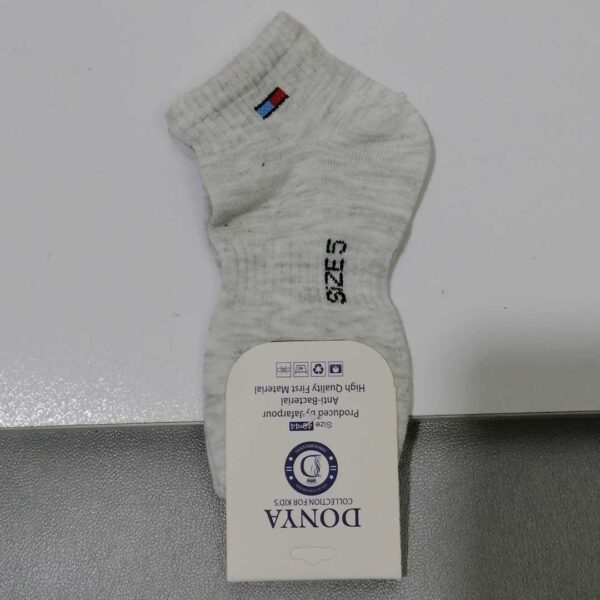 SIZE 5
DONYA
COLLECTION FOR KID'S
D
Size
Produced by Jafarpour
Anti-Bacterial
High Quality First Material